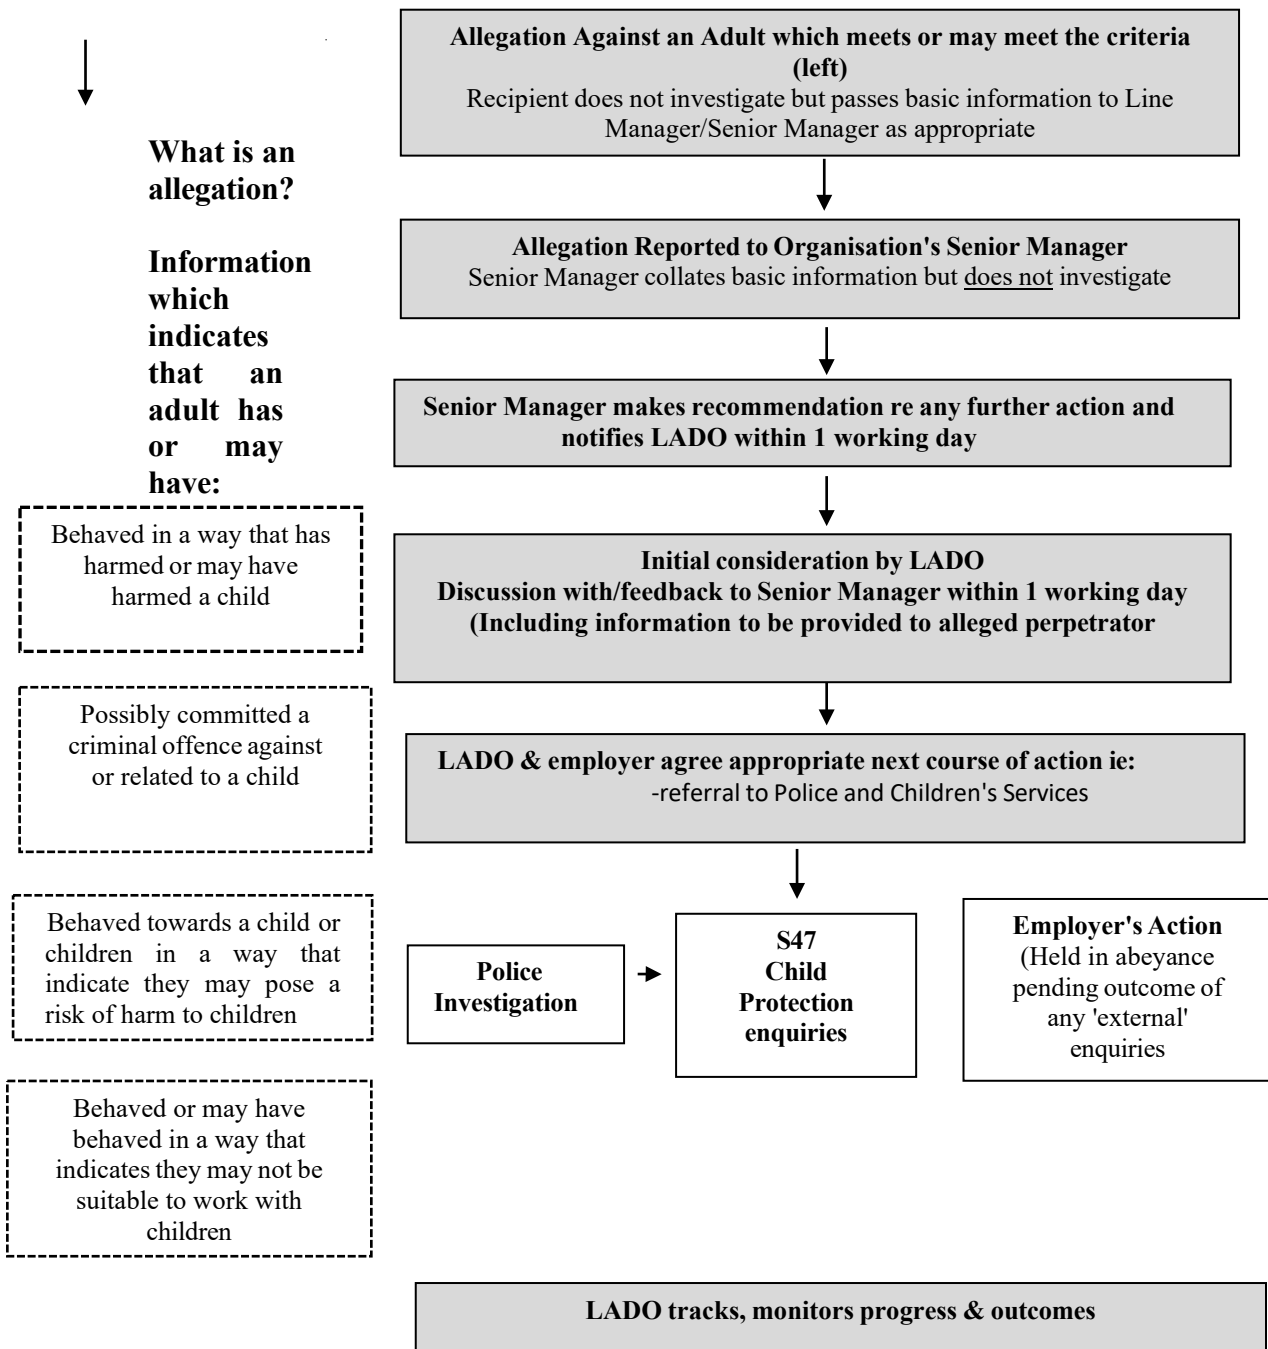 What is an
allegation?
Information
which
indicates
that an
adult has
or may
have:
Behaved in a way that has
harmed or may have
harmed a child
Possibly committed a
criminal offence against
or related to a child
Behaved towards a child or
children in a way that
indicate they may pose a
risk of harm to children
Behaved or may have
behaved in a way that
indicates they may not be
suitable to work with
children
Allegation Against an Adult which meets or may meet the criteria
(left)
Recipient does not investigate but passes basic information to Line
Manager/Senior Manager as appropriate
Allegation Reported to Organisation's Senior Manager
Senior Manager collates basic information but does not investigate
Senior Manager makes recommendation re any further action and
notifies LADO within 1 working day
Initial consideration by LADO
Discussion with/feedback to Senior Manager within 1 working day
(Including information to be provided to alleged perpetrator
LADO & employer agree appropriate next course of action ie:
-referral to Police and Children's Services
Police
Investigation
S47
Child
Protection
enquiries
Employer's Action
(Held in abeyance
pending outcome of
any 'external'
enquiries
LADO tracks, monitors progress & outcomes